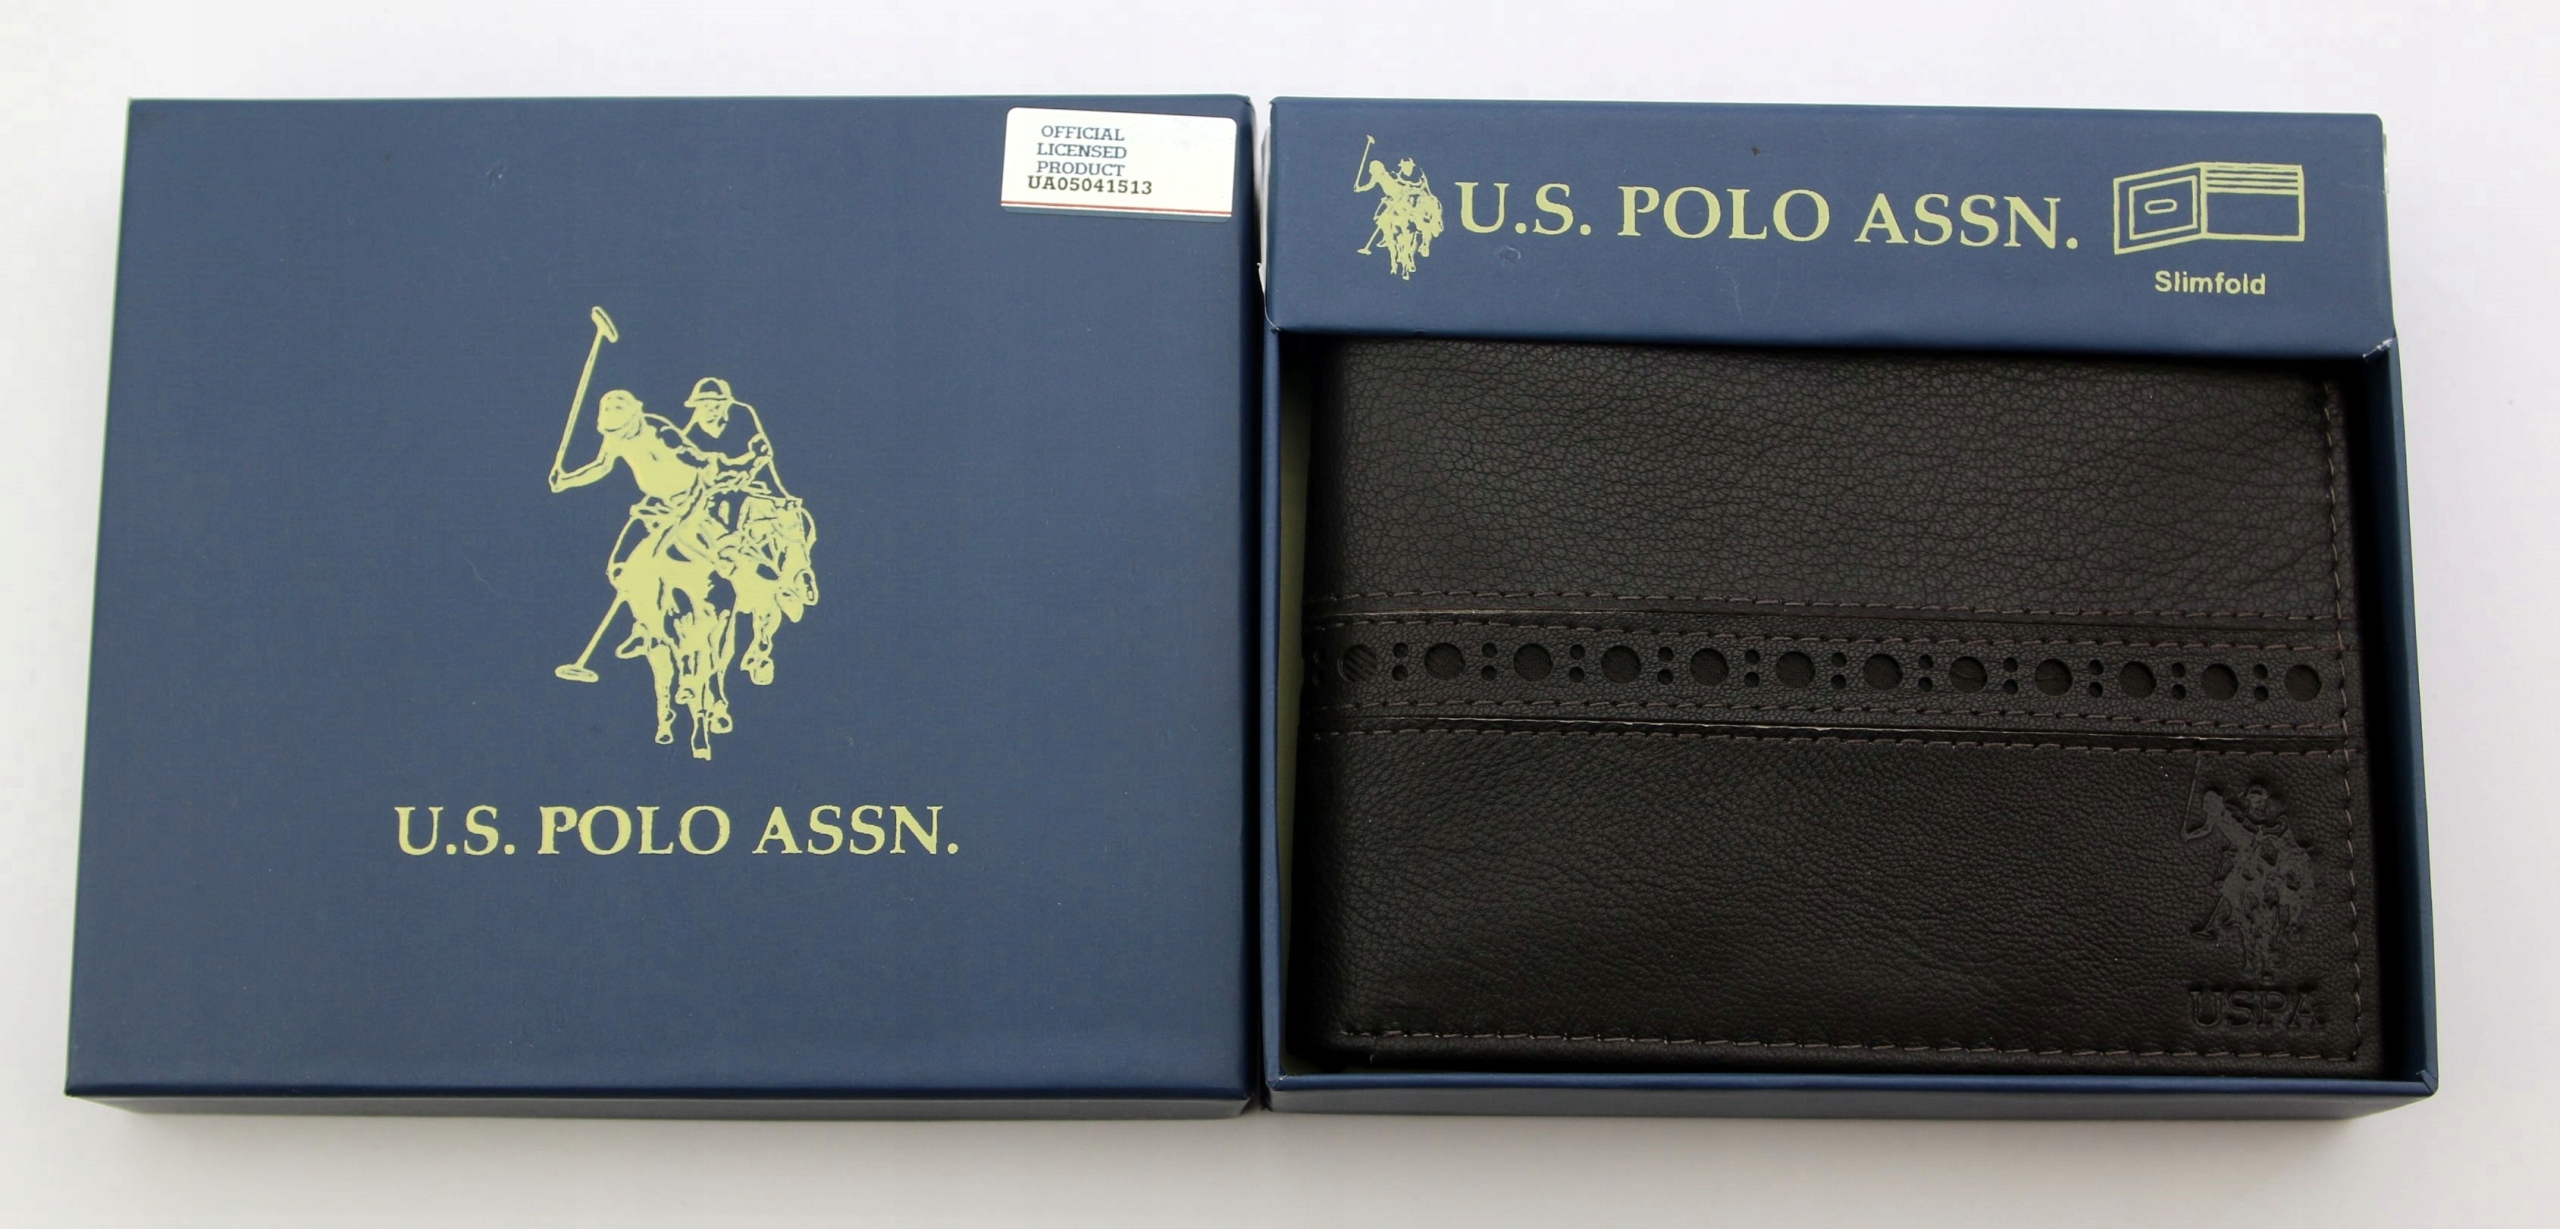 OFFICIAL
LICENSED
PRODUCT
UA05041513
U.S. POLO ASSN.
U.S. POLO ASSN.
Slimfold
USPA